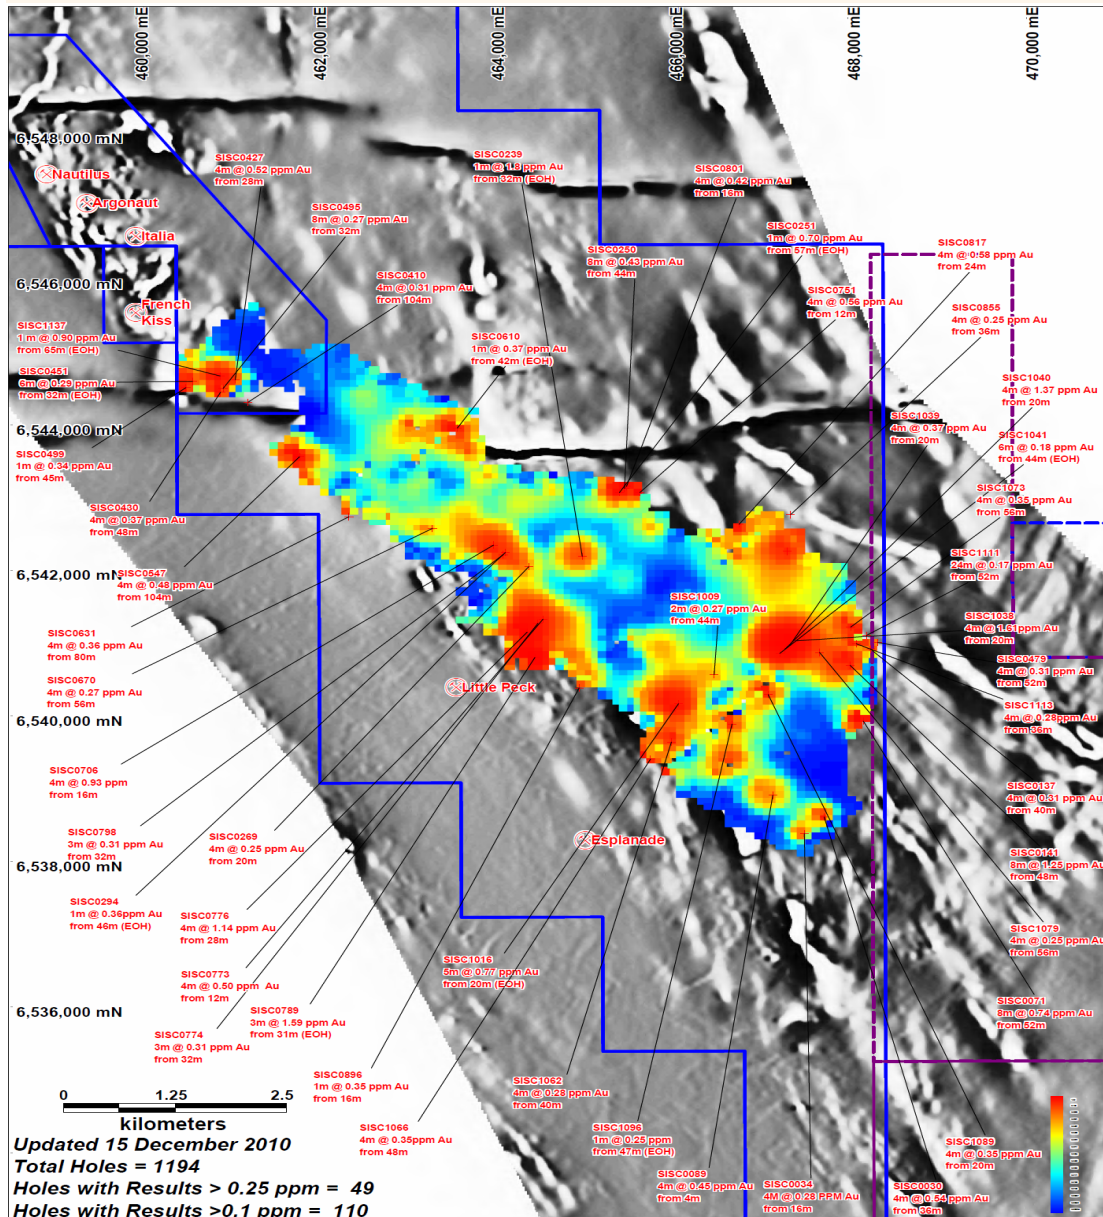 460,000 mE
462,000 mE
464,000 mE
466,000 mE
468,000 mE
470,000 mE
6,548,000 mN
Nautilus
Argonaut
Italia
French
Kiss
6,546,000 mN
6,544,000 mN
6,542,000 mN
6,540,000 mN
6,538,000 mN
6,536,000 mN
Little Peck
Esplanade
SISC0427
4m @ 0.52 ppm Au
from 28m
SISC0495
8m @ 0.27 ppm Au
from 32m
SISC0410
4m @ 0.31 ppm Au
from 104m
SISC0239
1m @ 1.8 ppm Au
from 32m (EOH)
SISC0801
4m @ 0.42 ppm Au
from 16m
SISC0250
8m @ 0.43 ppm Au
from 44m
SISC0251
1m @ 0.70 ppm Au
from 57m (EOH)
SISC0751
4m @ 0.56 ppm Au
from 12m
SISC0817
4m @ 0.58 ppm Au
from 24m
SISC0855
4m @ 0.25 ppm Au
from 36m
SISC0610
1m @ 0.37 ppm Au
from 42m (EOH)
SISC1137
1 m @ 0.90 ppm Au
from 65m (EOH)
SISC0451
6m @ 0.29 ppm Au
from 32m (EOH)
SISC0499
1m @ 0.34 ppm Au
from 45m
SISC0430
4m @ 0.37 ppm Au
from 48m
SISC0547
4m @ 0.48 ppm Au
from 104m
SISC0631
4m @ 0.36 ppm Au
from 80m
SISC0670
4m @ 0.27 ppm Au
from 56m
SISC0706
4m @ 0.93 ppm
from 16m
SISC0798
3m @ 0.31 ppm Au
from 32m
SISC0269
4m @ 0.25 ppm Au
from 20m
SISC0294
1m @ 0.36ppm Au
from 46m (EOH)
SISC0776
4m @ 1.14 ppm Au
from 28m
SISC0773
4m @ 0.50 ppm Au
from 12m
SISC0789
3m @ 1.59 ppm Au
from 31m (EOH)
SISC0774
3m @ 0.31 ppm Au
from 32m
SISC0896
1m @ 0.35 ppm Au
from 16m
SISC1066
4m @ 0.35ppm Au
from 48m
SISC1016
5m @ 0.77 ppm Au
from 20m (EOH)
SISC1062
4m @ 0.28 ppm Au
from 40m
SISC1096
1m @ 0.25 ppm
from 47m (EOH)
SISC0089
4m @ 0.45 ppm Au
from 4m
SISC0034
4M @ 0.28 PPM AU
from 16m
SISC0030
4m @ 0.54 ppm Au
from 36m
SISC1089
4m @ 0.35 ppm Au
from 20m
SISC1009
2m @ 0.27 ppm Au
from 44m
SISC1040
4m @ 1.37 ppm Au
from 20m
SISC1039
4m @ 0.37 ppm Au
from 20m
SISC1041
6m @ 0.18 ppm Au
from 44m (EOH)
SISC1073
4m @ 0.35 ppm Au
from 56m
SISC1111
24m @ 0.17 ppm Au
from 52m
SISC1038
4m @ 1.61ppm Au
from 20m
SISC0479
4m @ 0.31 ppm Au
from 52m
SISC1113
4m @ 0.28ppm Au
from 36m
SISC0137
4m @ 0.31 ppm Au
from 40m
SISC0141
8m @ 1.25 ppm Au
from 48m
SISC1079
4m @ 0.25 ppm Au
from 56m
SISC0071
8m @ 0.74 ppm Au
from 52m
0 1.25 2.5
kilometers
Updated 15 December 2010
Total Holes = 1194
Holes with Results > 0.25 ppm = 49
Holes with Results >0.1 ppm = 110